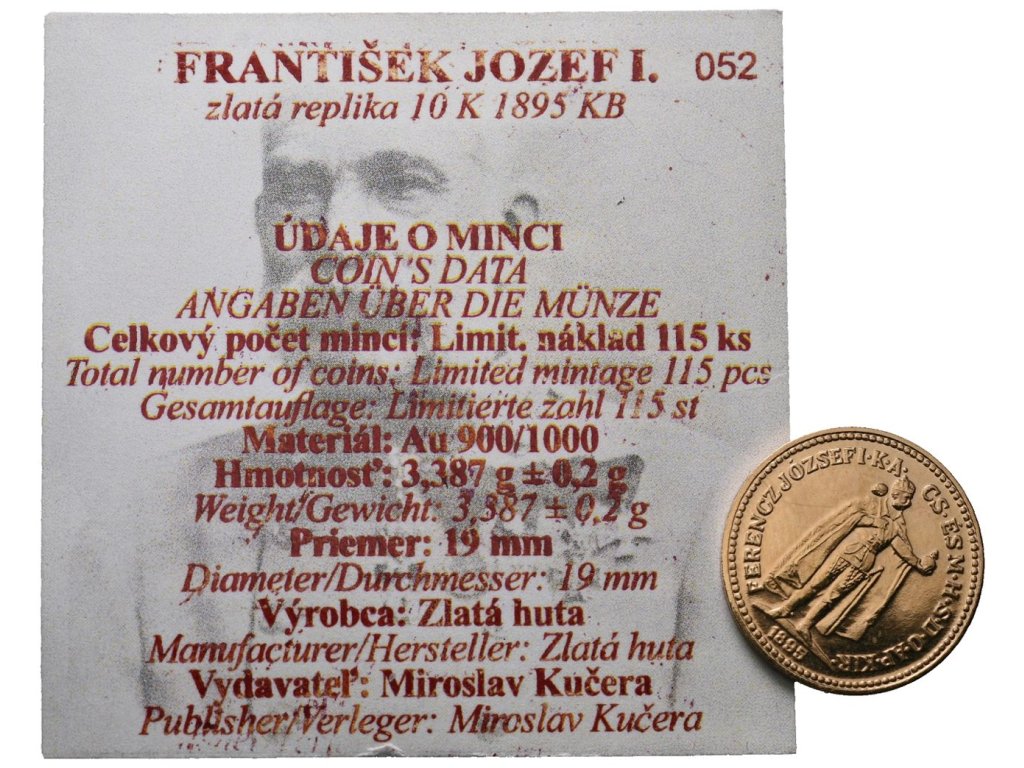 FRANTIŠEK JOZEF I. 052
zlatá replika 10 K 1895 KB
ÚDAJE O MINCI
COIN'S DATA
ANGABEN ÜBER DIE MÜNZE
Celkový počet mincí: Limit. náklad 115 ks
Total number of coins: Limited mintage 115 pcs
Gesamtauflage: Limitierte zahl 115 st
Materiál: Au 900/1000
Hmotnosť: 3,387 g ± 0,2 g
Weight/Gewicht: 3,387 ± 0,2 g
Priemer: 19 mm
Diameter/Durchmesser: 19 mm
Výrobca: Zlatá huta
Manufacturer/Hersteller: Zlatá huta
Vydavateľ: Miroslav Kučera
Publisher/Verleger: Miroslav Kučera
FERENCZ JÓZSEF I·K·A· CS·ÉS·M·H·S·D·O·AP·KIR·
1895